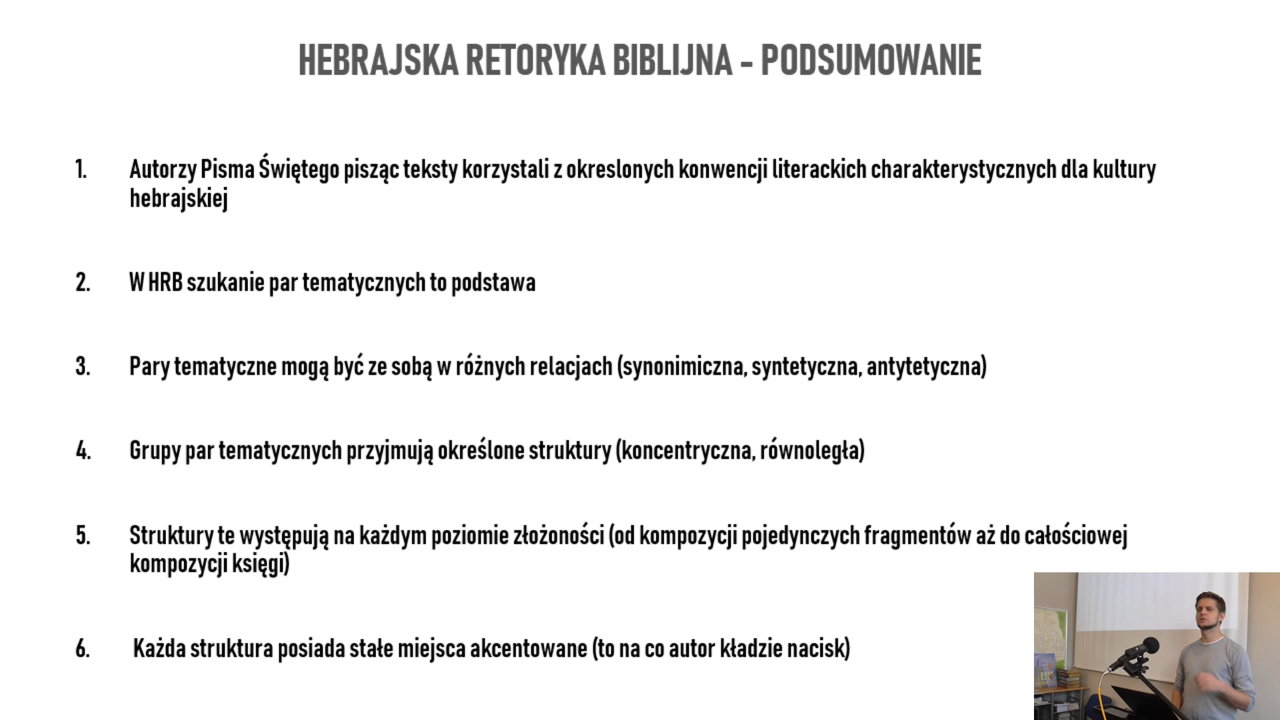 HEBRAJSKA RETORYKA BIBLIJNA - PODSUMOWANIE
1. Autorzy Pisma Świętego pisząc teksty korzystali z okreslonych konwencji literackich charakterystycznych dla kultury
hebrajskiej
2. W HRB szukanie par tematycznych to podstawa
3. Pary tematyczne mogą być ze sobą w różnych relacjach (synonimiczna, syntetyczna, antytetyczna)
4. Grupy par tematycznych przyjmują określone struktury (koncentryczna, równoległa)
5. Struktury te występują na każdym poziomie złożoności (od kompozycji pojedynczych fragmentów aż do całościowej
kompozycji księgi)
6. Każda struktura posiada stałe miejsca akcentowane (to na co autor kładzie nacisk)